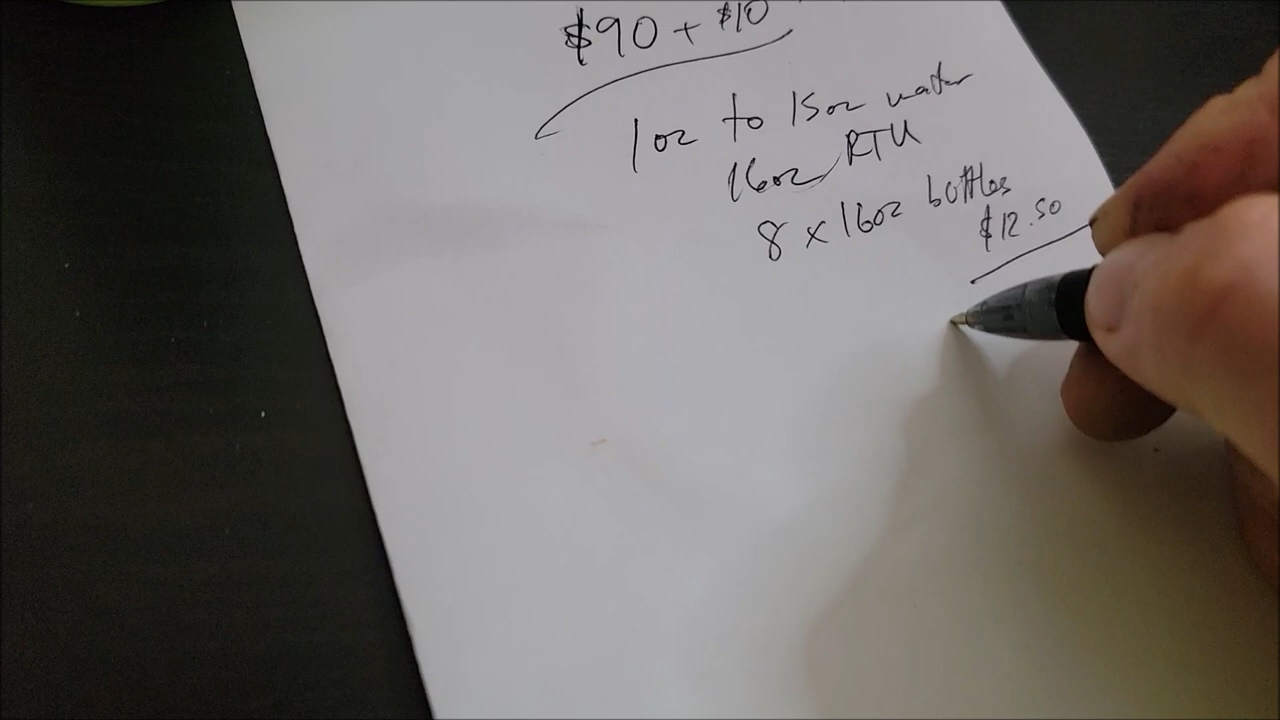 $90 + $10
1oz to 15oz water
16oz RTU
8 x 16oz bottles
$12.50